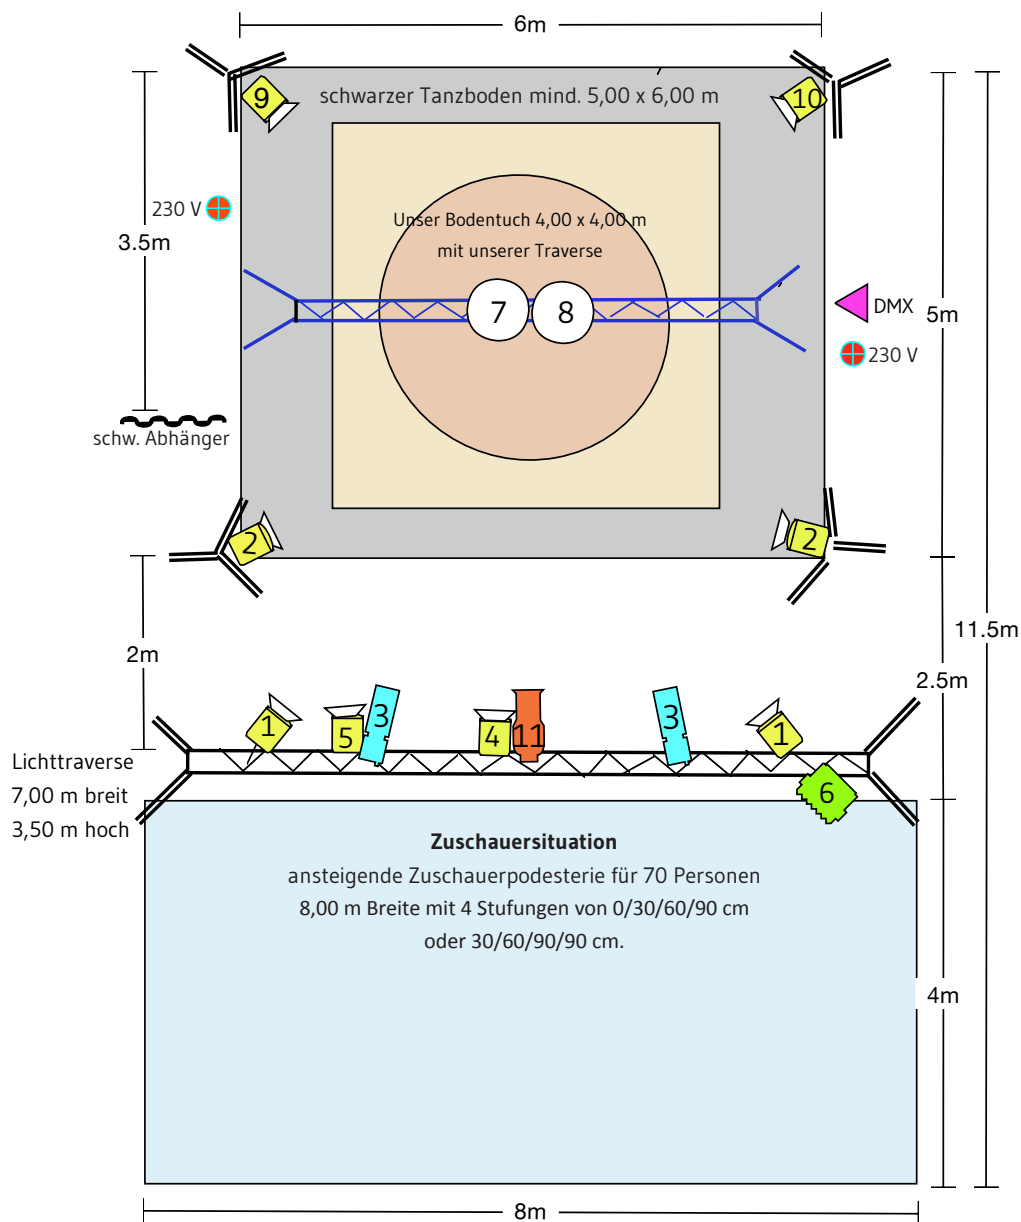 6m
9
schwarzer Tanzboden mind. 5,00 x 6,00 m
10
230 V
3.5m
Unser Bodentuch 4,00 x 4,00 m
mit unserer Traverse
7
8
DMX
5m
230 V
schw. Abhänger
2
2
2m
11.5m
2.5m
1
5
3
4
11
3
1
6
Lichttraverse
7,00 m breit
3,50 m hoch
Zuschauersituation
ansteigende Zuschauerpodesterie für 70 Personen
8,00 m Breite mit 4 Stufungen von 0/30/60/90 cm
oder 30/60/90/90 cm.
4m
8m